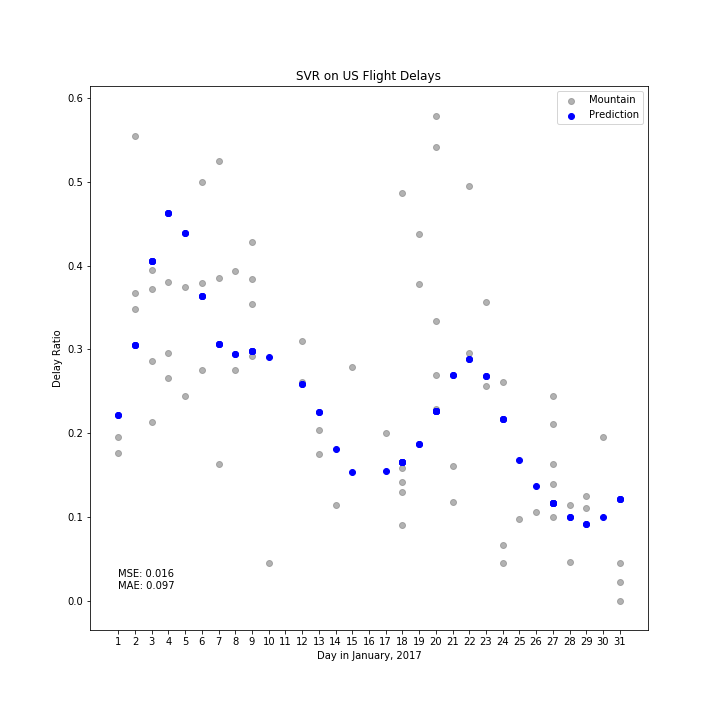 SVR on US Flight Delays
Mountain
Prediction
0.6
0.5
0.4
0.3
0.2
0.1
0.0
Delay Ratio
MSE: 0.016
MAE: 0.097
1 2 3 4 5 6 7 8 9 10 11 12 13 14 15 16 17 18 19 20 21 22 23 24 25 26 27 28 29 30 31
Day in January, 2017